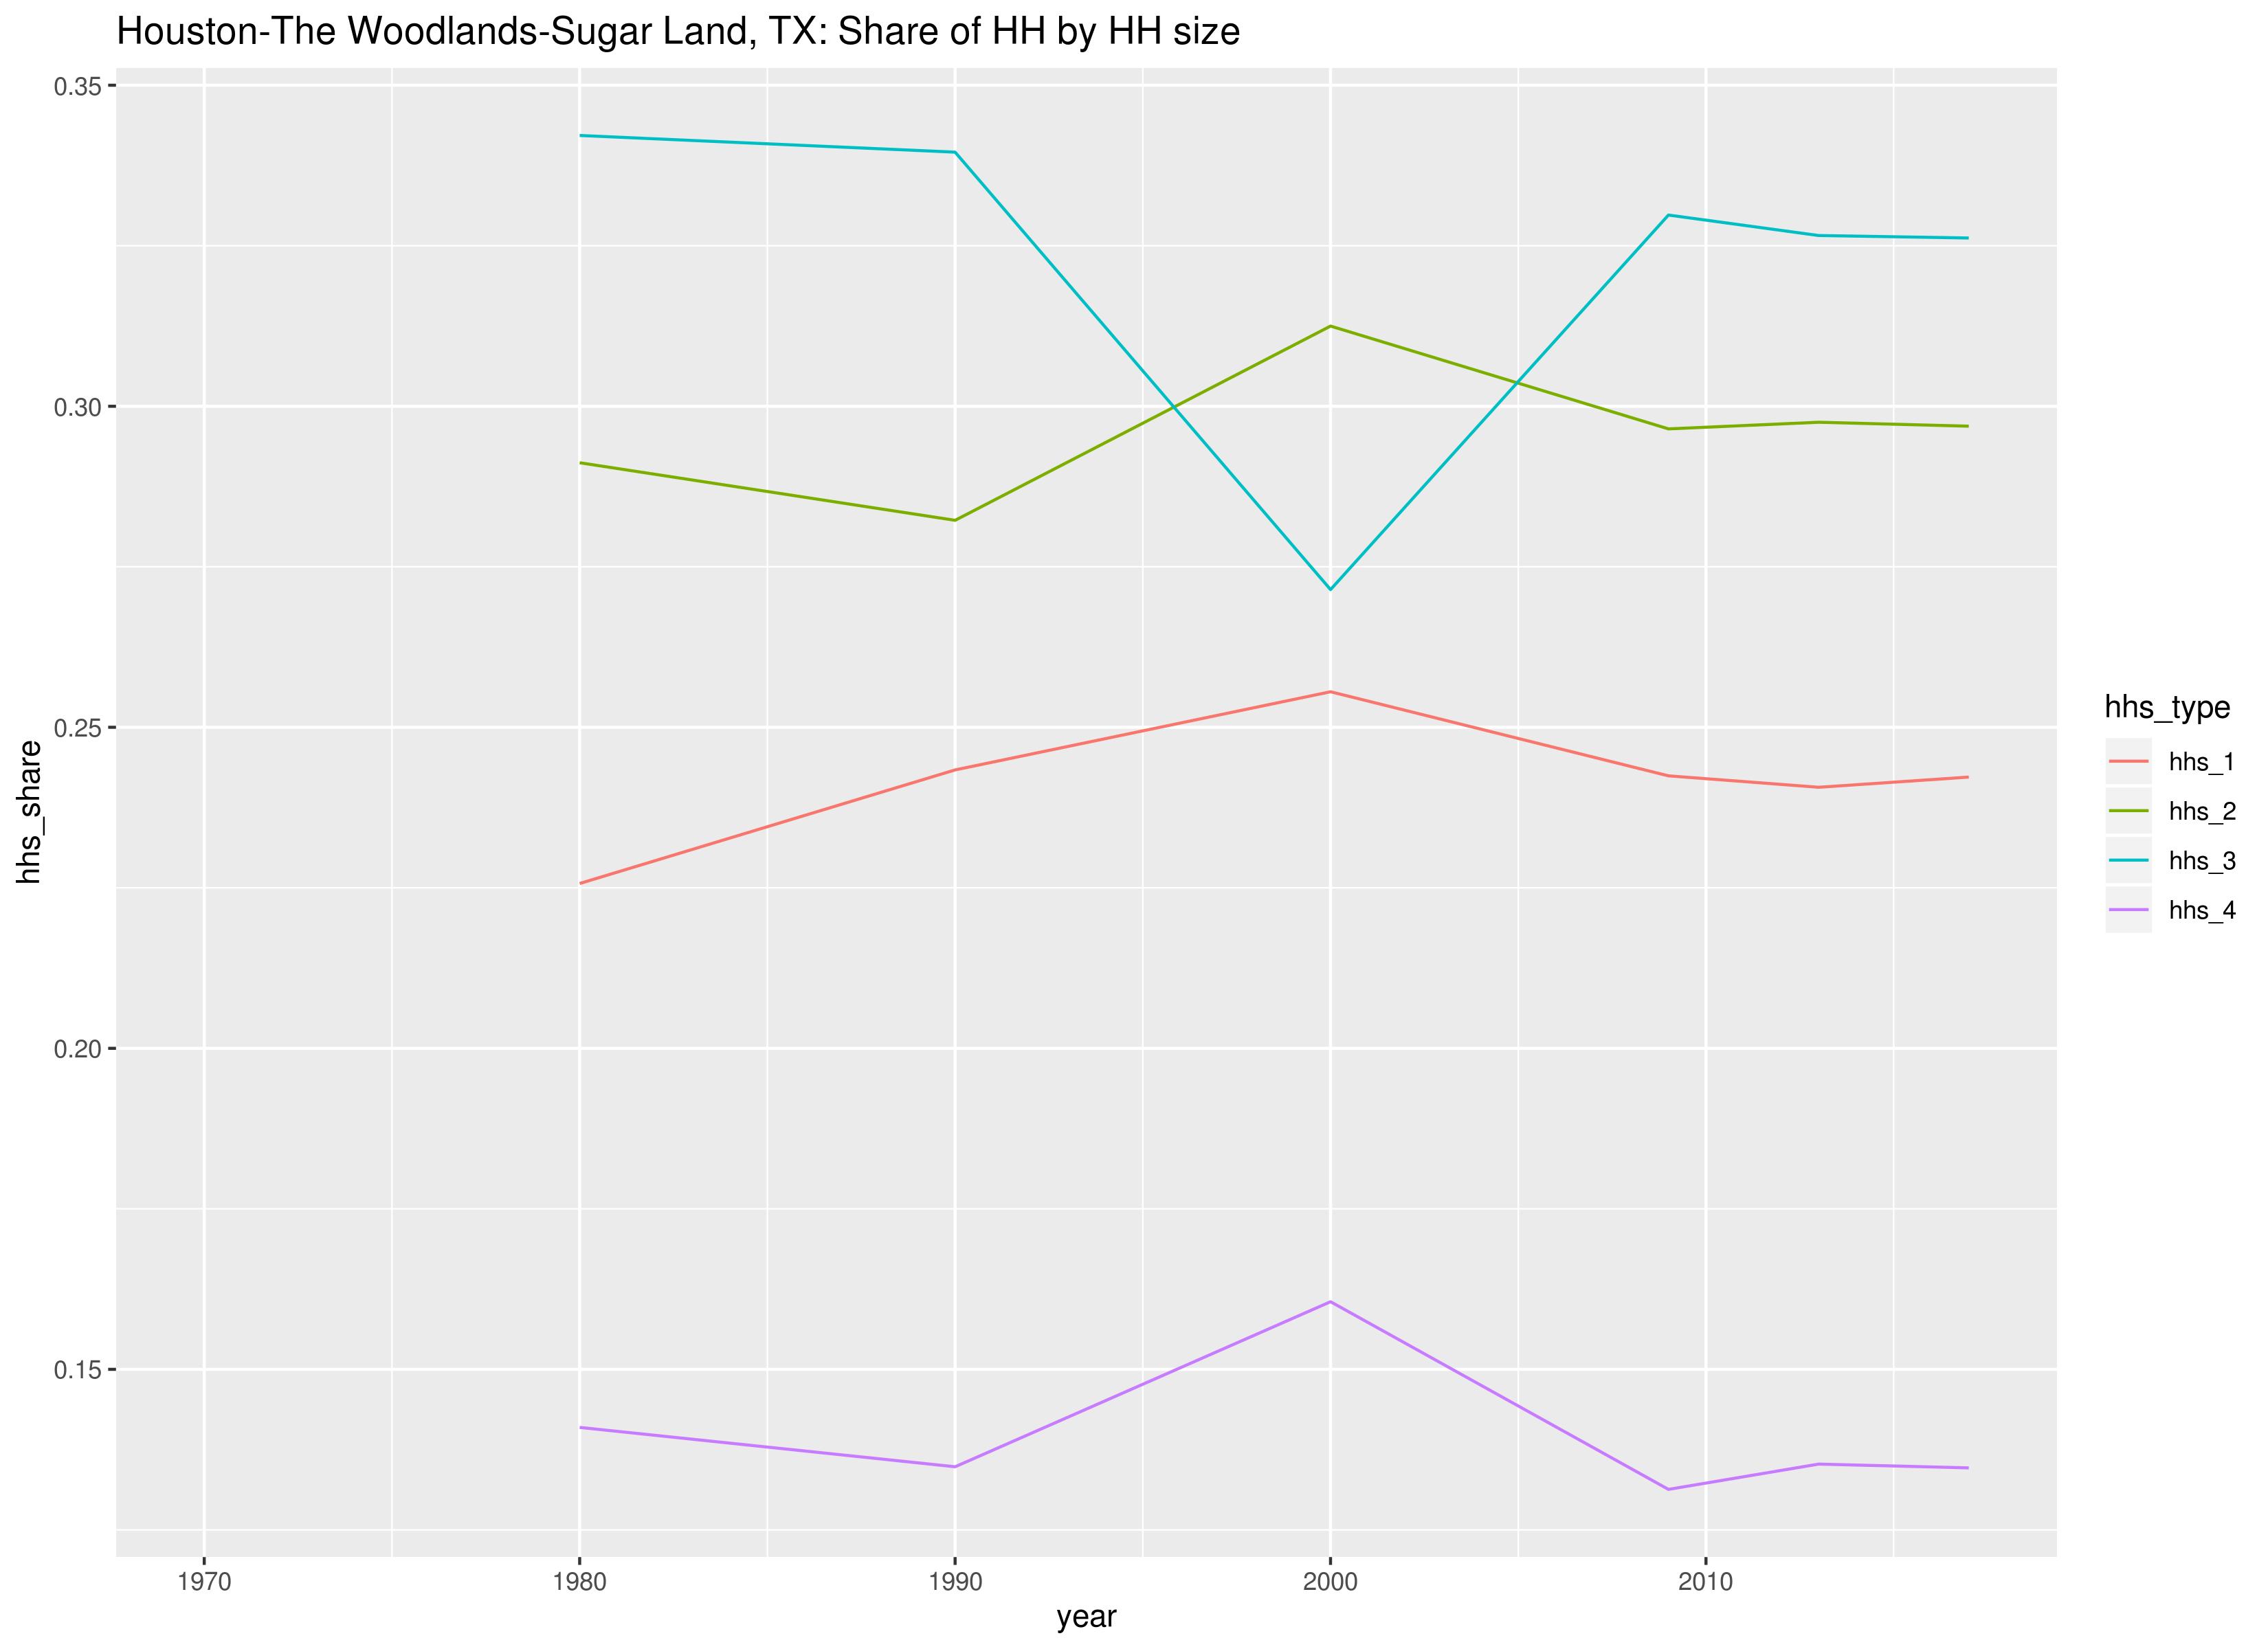 Houston-The Woodlands-Sugar Land, TX: Share of HH by HH size
0.35
0.30
0.25
0.20
0.15
hhs_share
1970 1980 1990 2000 2010
year
hhs_type
hhs_1
hhs_2
hhs_3
hhs_4